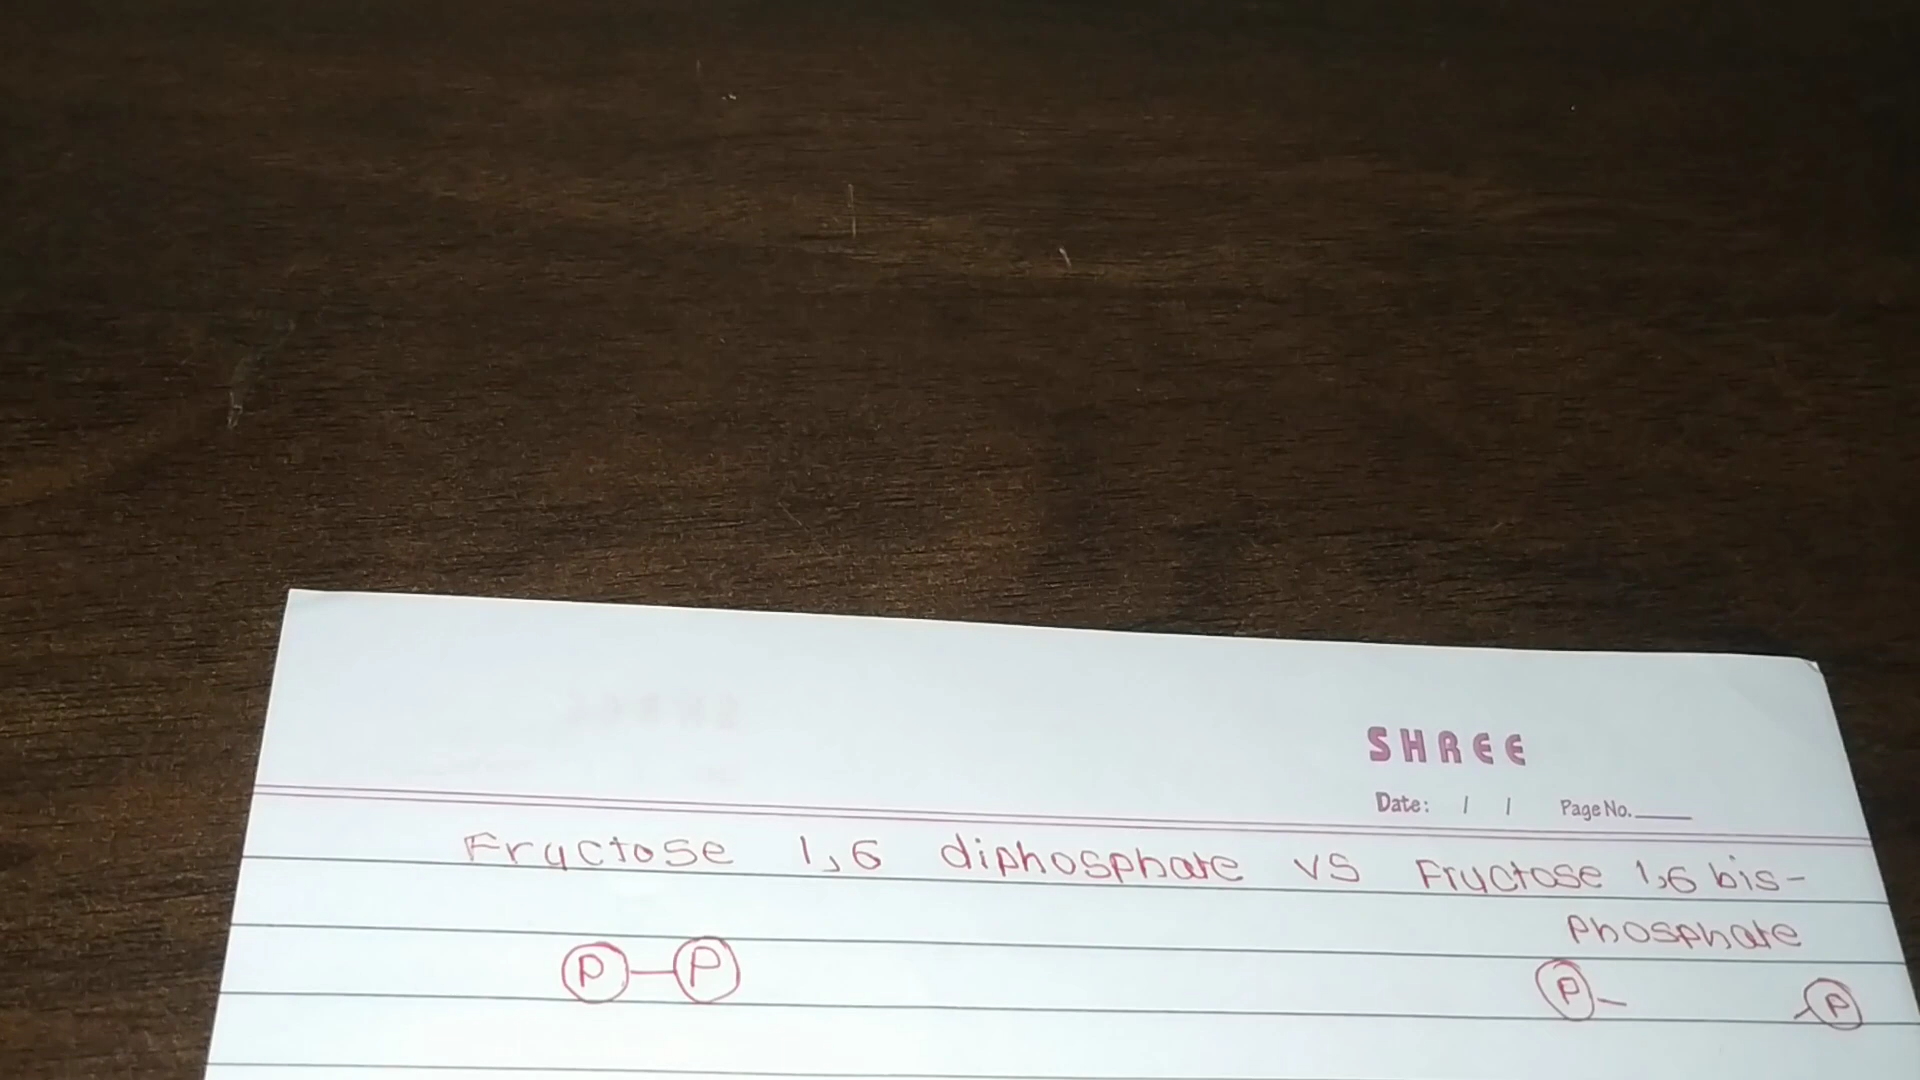 SHREE
Date: / / Page No.
Fructose 1,6 diphosphate vs Fructose 1,6 bis-
Phosphate
P P P P